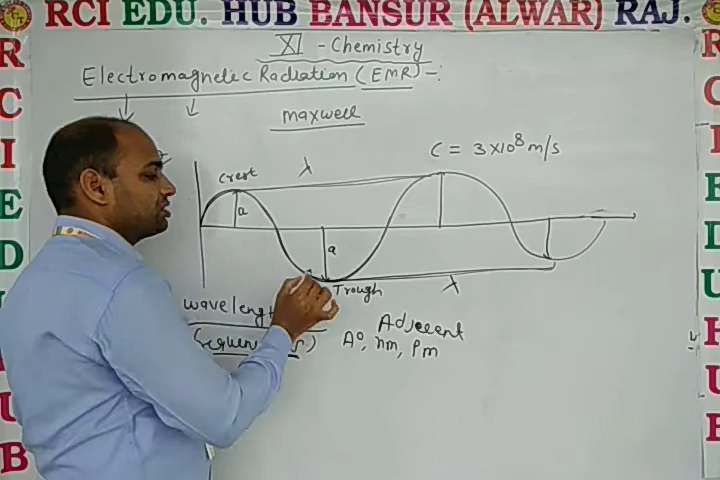 RCI EDU. HUB BANSUR (ALWAR) RAJ.
XI - Chemistry
Electromagnetic Radiation (EMR) -:
maxwell
C = 3×10⁸ m/s
Crest
λ
a
a
Trough
λ
Adjecent
A°, nm, Pm
R
C
I
E
D
U
B
R
C
I
E
D
U
H
U
B